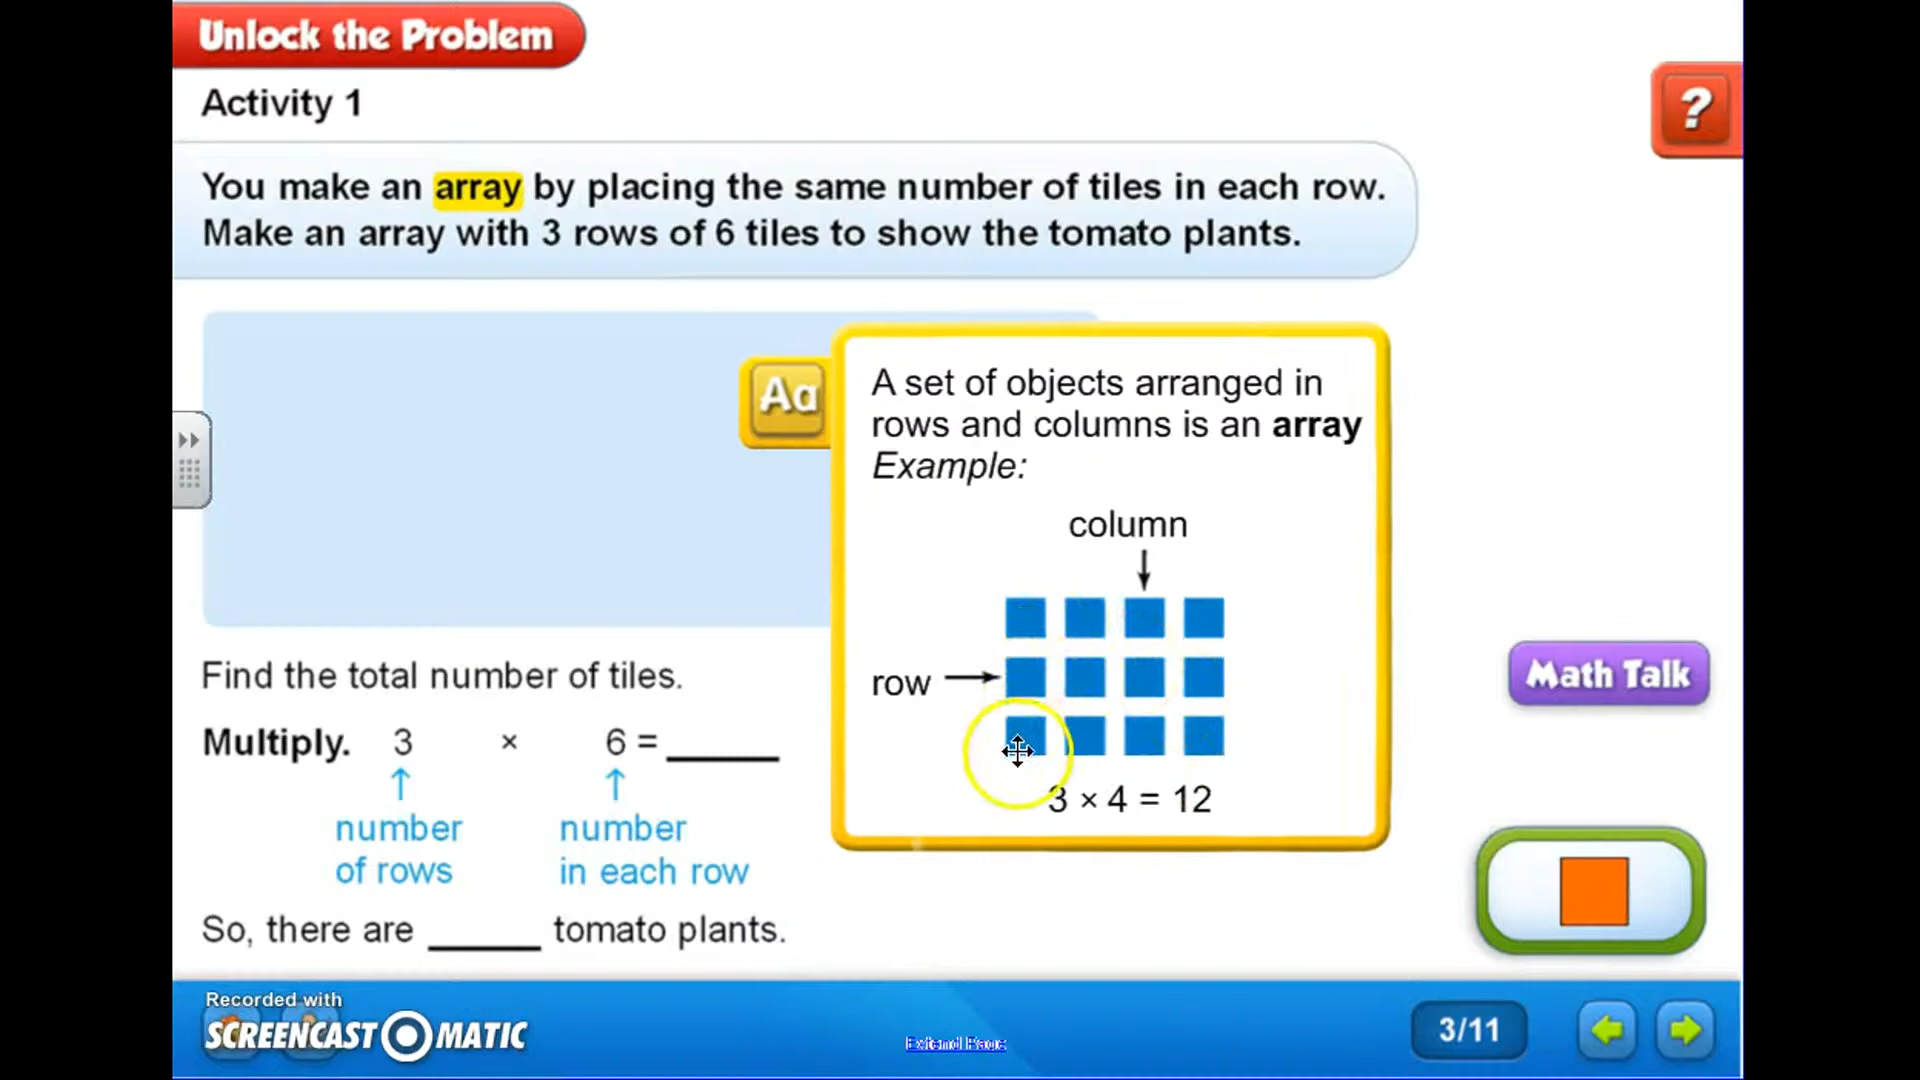 Unlock the Problem
Activity 1
?
You make an array by placing the same number of tiles in each row.
Make an array with 3 rows of 6 tiles to show the tomato plants.
Aa
A set of objects arranged in
rows and columns is an array
Example:
column
row
3 × 4 = 12
Find the total number of tiles.
Multiply. 3 × 6 = ______
number of rows
number in each row
So, there are ______ tomato plants.
Math Talk
Recorded with
SCREENCAST MATIC
Extend Page
3/11